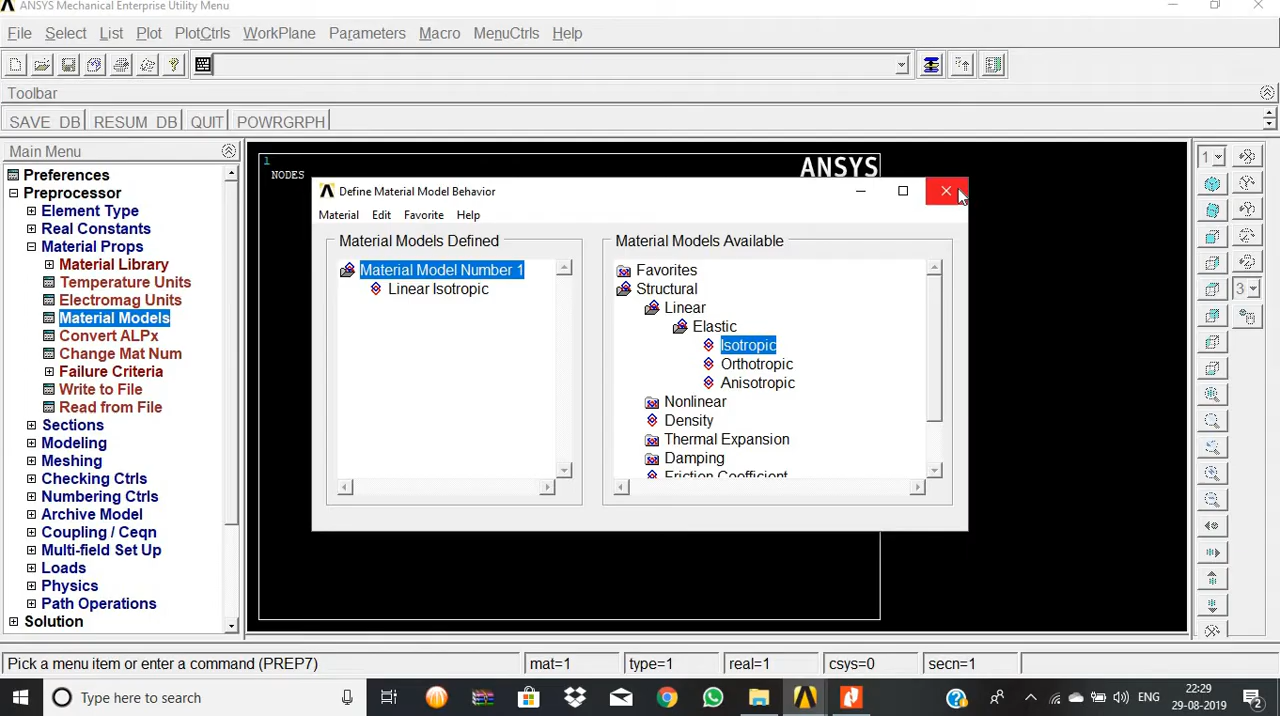 ANSYS Mechanical Enterprise Utility Menu
File Select List Plot PlotCtrls WorkPlane Parameters Macro MenuCtrls Help
Toolbar
SAVE_DB RESUM_DB QUIT POWRGRPH
Main Menu
Preferences
Preprocessor
Element Type
Real Constants
Material Props
Material Library
Temperature Units
Electromag Units
Material Models
Convert ALPx
Change Mat Num
Failure Criteria
Write to File
Read from File
Sections
Modeling
Meshing
Checking Ctrls
Numbering Ctrls
Archive Model
Coupling / Ceqn
Multi-field Set Up
Loads
Physics
Path Operations
Solution
1
NODES
ANSYS
Define Material Model Behavior
Material Edit Favorite Help
Material Models Defined
Material Model Number 1
Linear Isotropic
Material Models Available
Favorites
Structural
Linear
Elastic
Isotropic
Orthotropic
Anisotropic
Nonlinear
Density
Thermal Expansion
Damping
Friction Coefficient
1
3
Pick a menu item or enter a command (PREP7) mat=1 type=1 real=1 csys=0 secn=1
Type here to search
ENG
22:29
29-08-2019
2